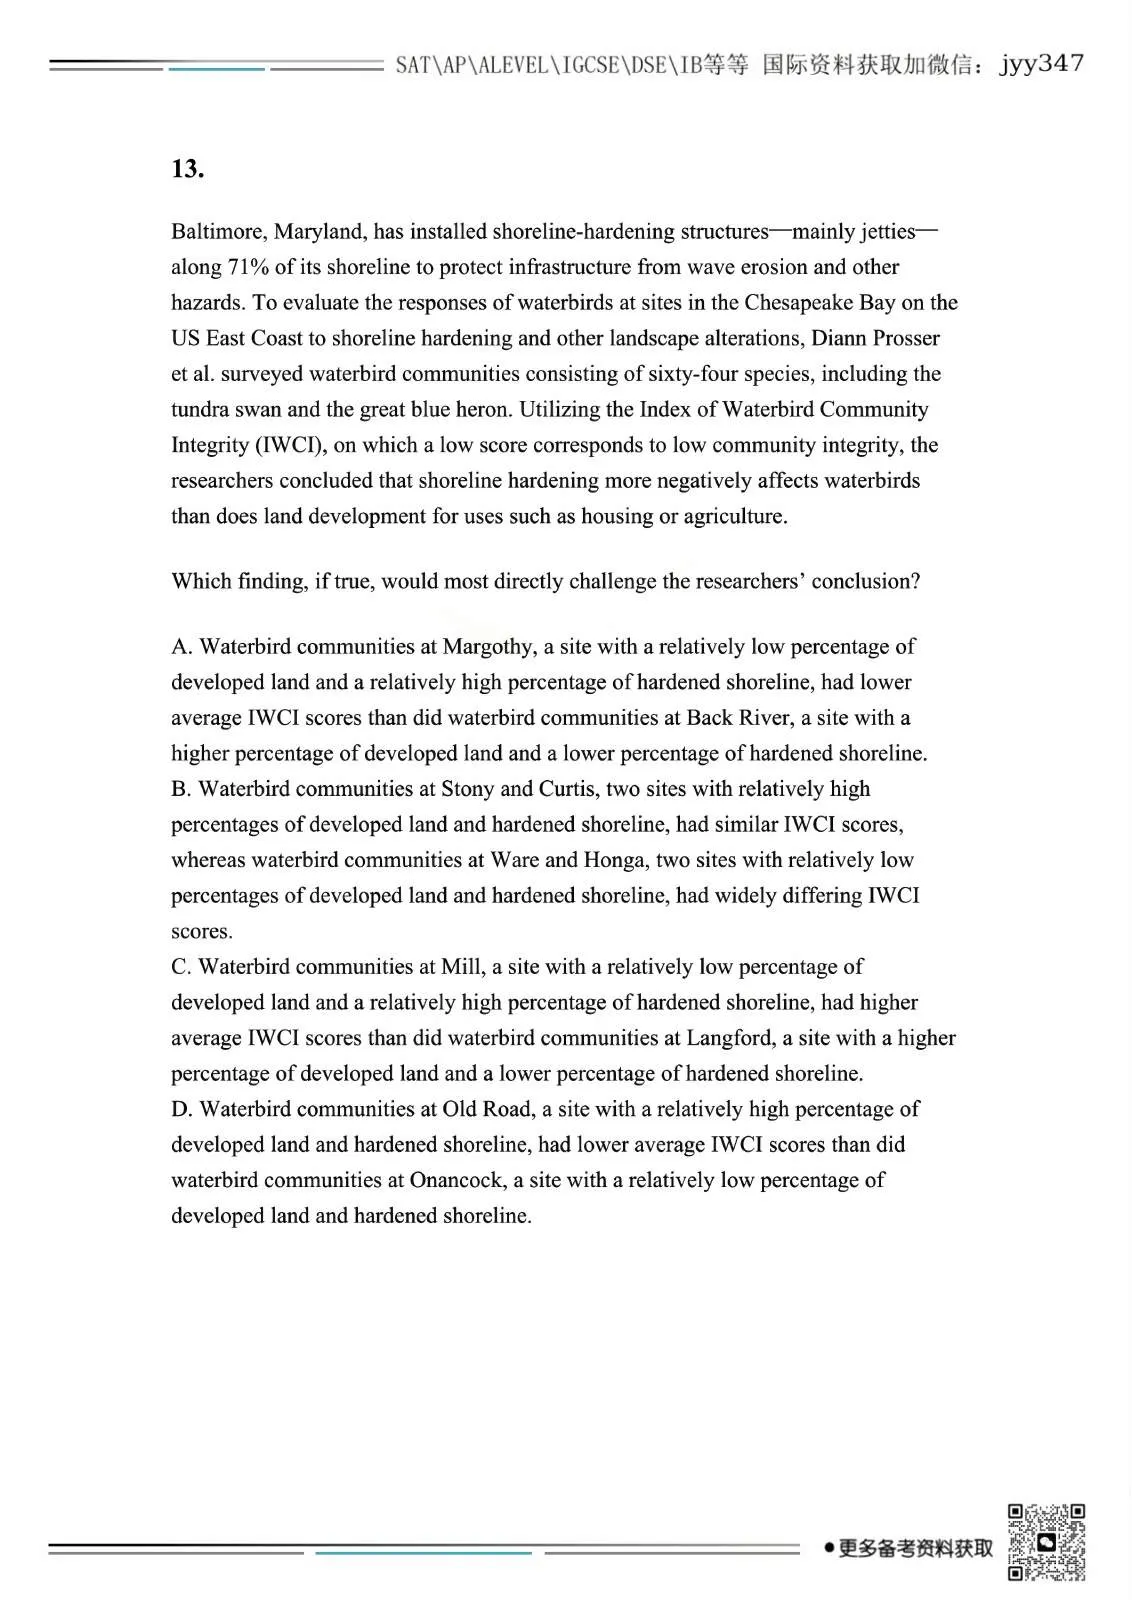 SAT\AP\ALEVEL\IGCSE\DSE\IB等等 国际资料获取加微信：jyy347
13.
Baltimore, Maryland, has installed shoreline-hardening structures—mainly jetties—
along 71% of its shoreline to protect infrastructure from wave erosion and other
hazards. To evaluate the responses of waterbirds at sites in the Chesapeake Bay on the
US East Coast to shoreline hardening and other landscape alterations, Diann Prosser
et al. surveyed waterbird communities consisting of sixty-four species, including the
tundra swan and the great blue heron. Utilizing the Index of Waterbird Community
Integrity (IWCI), on which a low score corresponds to low community integrity, the
researchers concluded that shoreline hardening more negatively affects waterbirds
than does land development for uses such as housing or agriculture.
Which finding, if true, would most directly challenge the researchers’ conclusion?
A. Waterbird communities at Margothy, a site with a relatively low percentage of
developed land and a relatively high percentage of hardened shoreline, had lower
average IWCI scores than did waterbird communities at Back River, a site with a
higher percentage of developed land and a lower percentage of hardened shoreline.
B. Waterbird communities at Stony and Curtis, two sites with relatively high
percentages of developed land and hardened shoreline, had similar IWCI scores,
whereas waterbird communities at Ware and Honga, two sites with relatively low
percentages of developed land and hardened shoreline, had widely differing IWCI
scores.
C. Waterbird communities at Mill, a site with a relatively low percentage of
developed land and a relatively high percentage of hardened shoreline, had higher
average IWCI scores than did waterbird communities at Langford, a site with a higher
percentage of developed land and a lower percentage of hardened shoreline.
D. Waterbird communities at Old Road, a site with a relatively high percentage of
developed land and hardened shoreline, had lower average IWCI scores than did
waterbird communities at Onancock, a site with a relatively low percentage of
developed land and hardened shoreline.
●更多备考资料获取